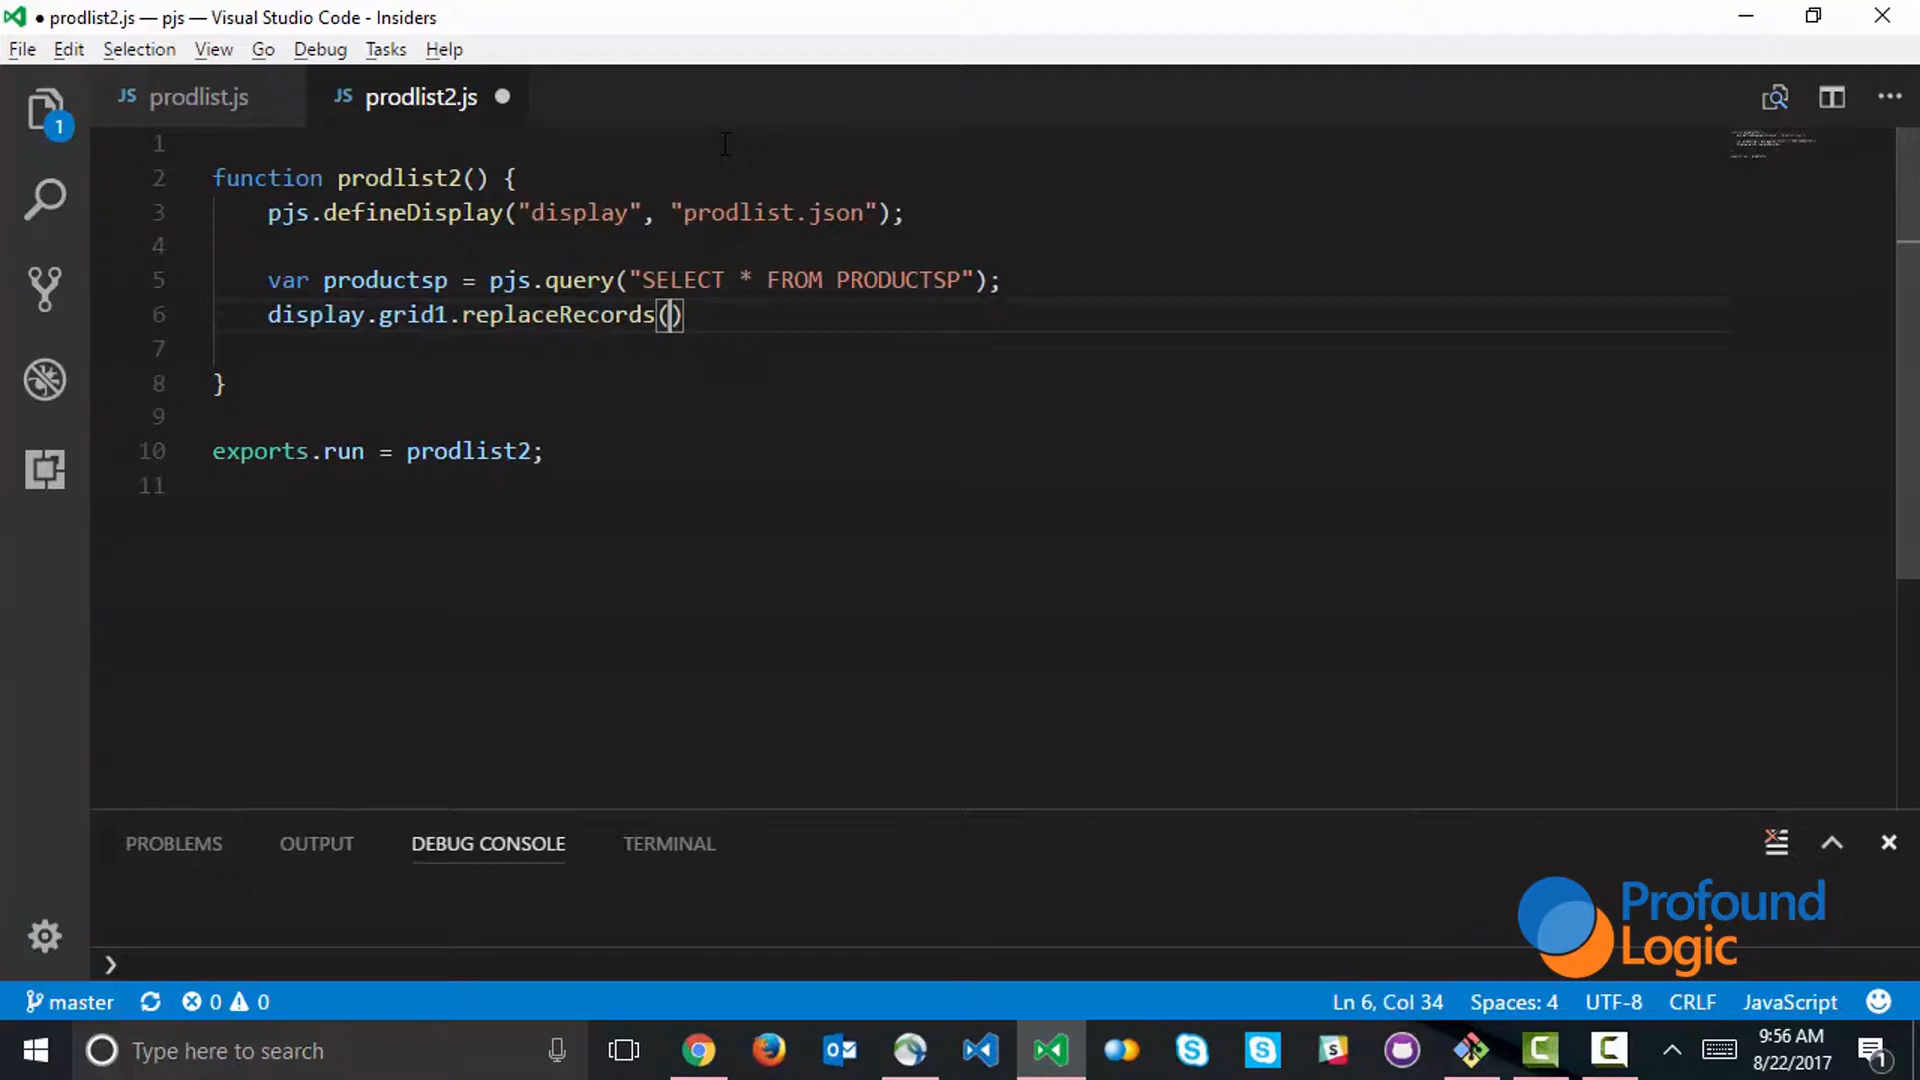 ● prodlist2.js — pjs — Visual Studio Code - Insiders
File Edit Selection View Go Debug Tasks Help
JS prodlist.js JS prodlist2.js ●
1
1
2 function prodlist2() {
3 pjs.defineDisplay("display", "prodlist.json");
4
5 var productsp = pjs.query("SELECT * FROM PRODUCTSP");
6 display.grid1.replaceRecords()
7
8 }
9
10 exports.run = prodlist2;
11
PROBLEMS OUTPUT DEBUG CONSOLE TERMINAL
Profound
Logic
master 0 0 Ln 6, Col 34 Spaces: 4 UTF-8 CRLF JavaScript
Type here to search
9:56 AM
8/22/2017
1